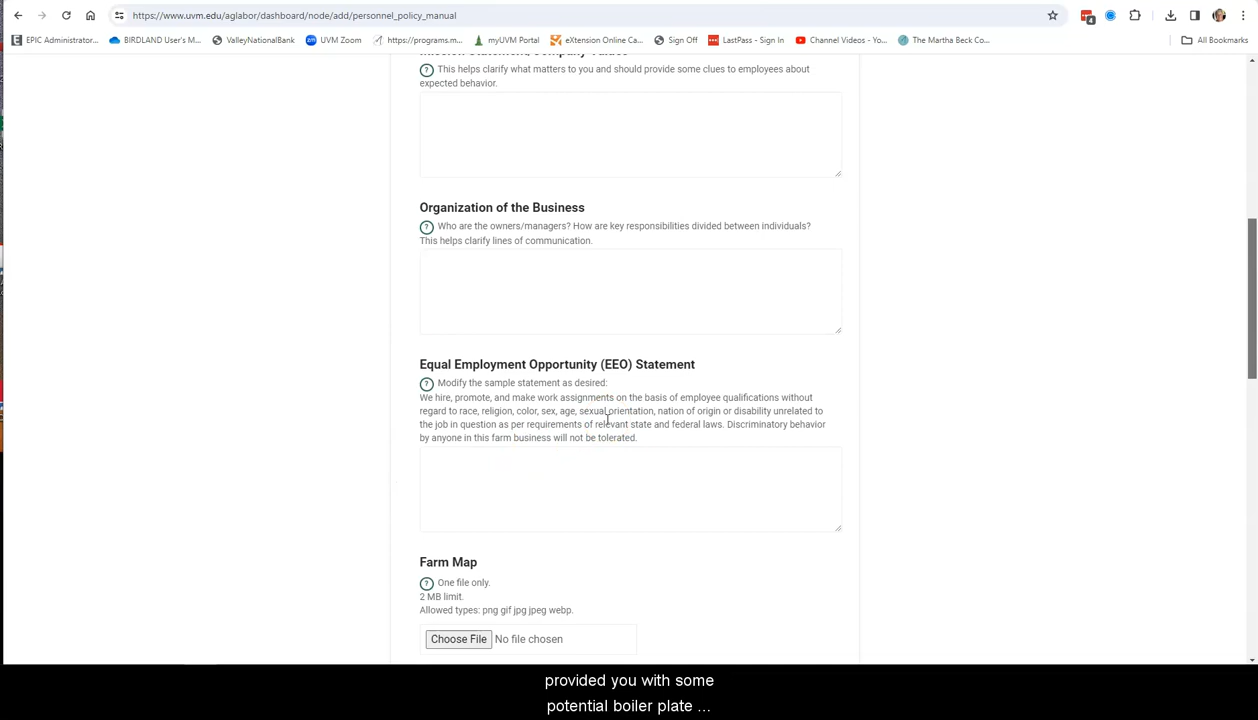 https://www.uvm.edu/aglabor/dashboard/node/add/personnel_policy_manual
4
EPIC Administrator... BIRDLAND User's M... ValleyNationalBank UVM Zoom https://programs.m... myUVM Portal eXtension Online Ca... Sign Off LastPass - Sign In Channel Videos - Yo... The Martha Beck Co... All Bookmarks
? This helps clarify what matters to you and should provide some clues to employees about
expected behavior.
Organization of the Business
? Who are the owners/managers? How are key responsibilities divided between individuals?
This helps clarify lines of communication.
Equal Employment Opportunity (EEO) Statement
? Modify the sample statement as desired:
We hire, promote, and make work assignments on the basis of employee qualifications without
regard to race, religion, color, sex, age, sexual orientation, nation of origin or disability unrelated to
the job in question as per requirements of relevant state and federal laws. Discriminatory behavior
by anyone in this farm business will not be tolerated.
Farm Map
? One file only.
2 MB limit.
Allowed types: png gif jpg jpeg webp.
Choose File No file chosen
provided you with some
potential boiler plate ...